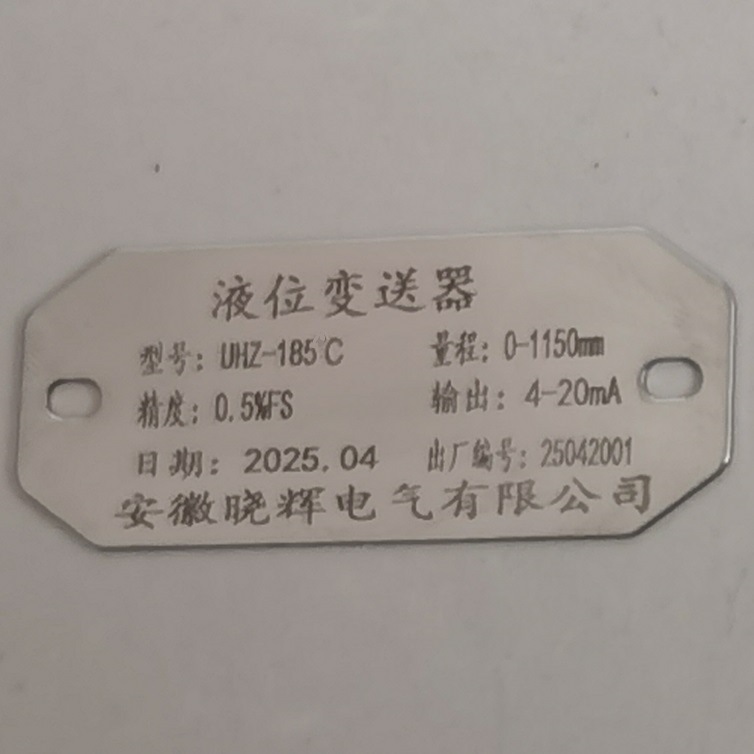 液位变送器
型号：UHZ-185℃ 量程：0-1150mm
精度：0.5%FS 输出：4-20mA
日期：2025.04 出厂编号：25042001
安徽晓辉电气有限公司